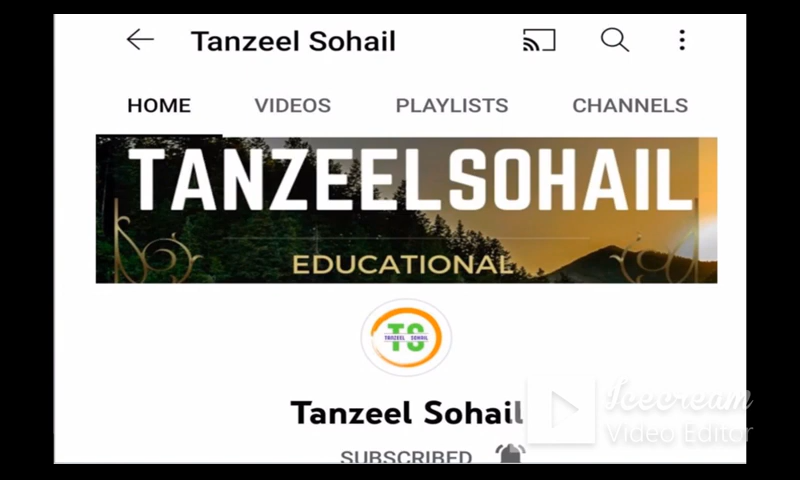 Tanzeel Sohail
HOME VIDEOS PLAYLISTS CHANNELS
TANZEELSOHAIL
EDUCATIONAL
TS
TANZEEL SOHAIL
Tanzeel Sohail
SUBSCRIBED
Icecream
Video Editor